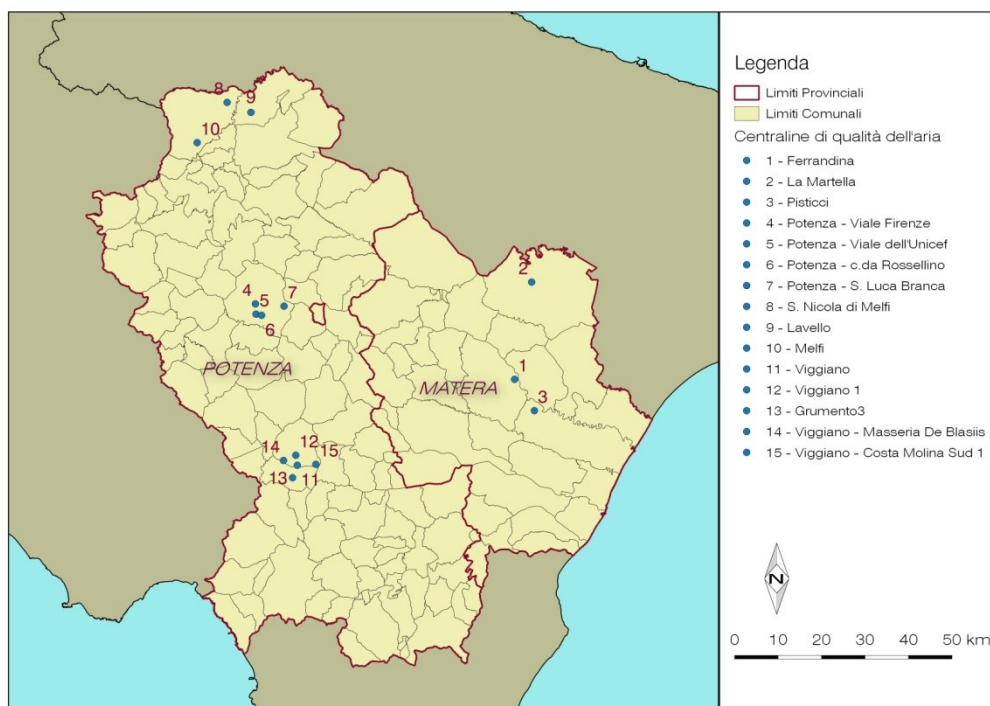 8
9
10
2
4
5
7
6
POTENZA
1
MATERA
3
12
14
15
13
11
Legenda
Limiti Provinciali
Limiti Comunali
Centraline di qualità dell'aria
1 - Ferrandina
2 - La Martella
3 - Pisticci
4 - Potenza - Viale Firenze
5 - Potenza - Viale dell'Unicef
6 - Potenza - c.da Rossellino
7 - Potenza - S. Luca Branca
8 - S. Nicola di Melfi
9 - Lavello
10 - Melfi
11 - Viggiano
12 - Viggiano 1
13 - Grumento3
14 - Viggiano - Masseria De Blasiis
15 - Viggiano - Costa Molina Sud 1
N
0 10 20 30 40 50 km